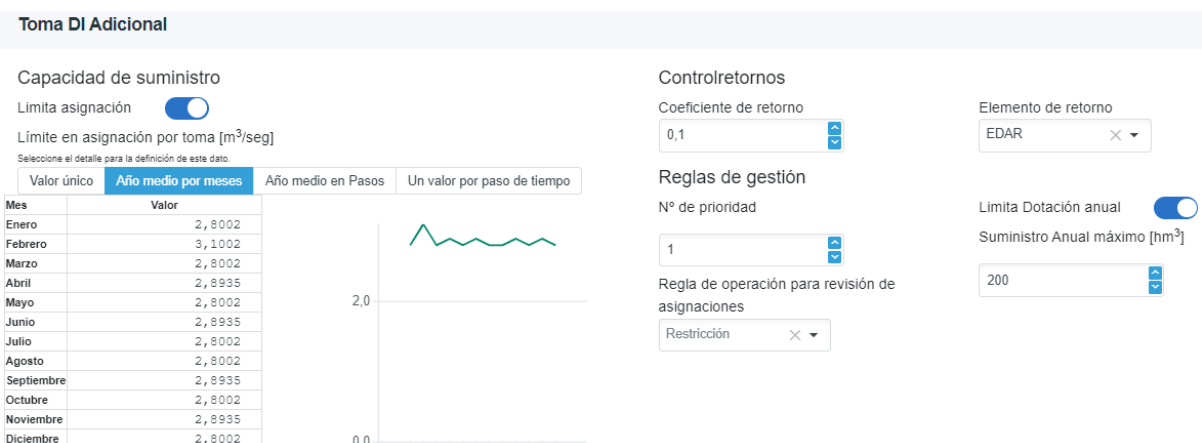 Toma DI Adicional
Capacidad de suministro
Limita asignación
Límite en asignación por toma [m³/seg]
Seleccione el detalle para la definición de este dato.
Valor único Año medio por meses Año medio en Pasos Un valor por paso de tiempo
Mes Valor
Enero 2,8002
Febrero 3,1002
Marzo 2,8002
Abril 2,8935
Mayo 2,8002
Junio 2,8935
Julio 2,8002
Agosto 2,8002
Septiembre 2,8935
Octubre 2,8002
Noviembre 2,8935
Diciembre 2,8002
2,0
0,0
Controlretornos
Coeficiente de retorno
0,1
Elemento de retorno
EDAR
Reglas de gestión
Nº de prioridad
1
Regla de operación para revisión de
asignaciones
Restricción
Limita Dotación anual
Suministro Anual máximo [hm³]
200